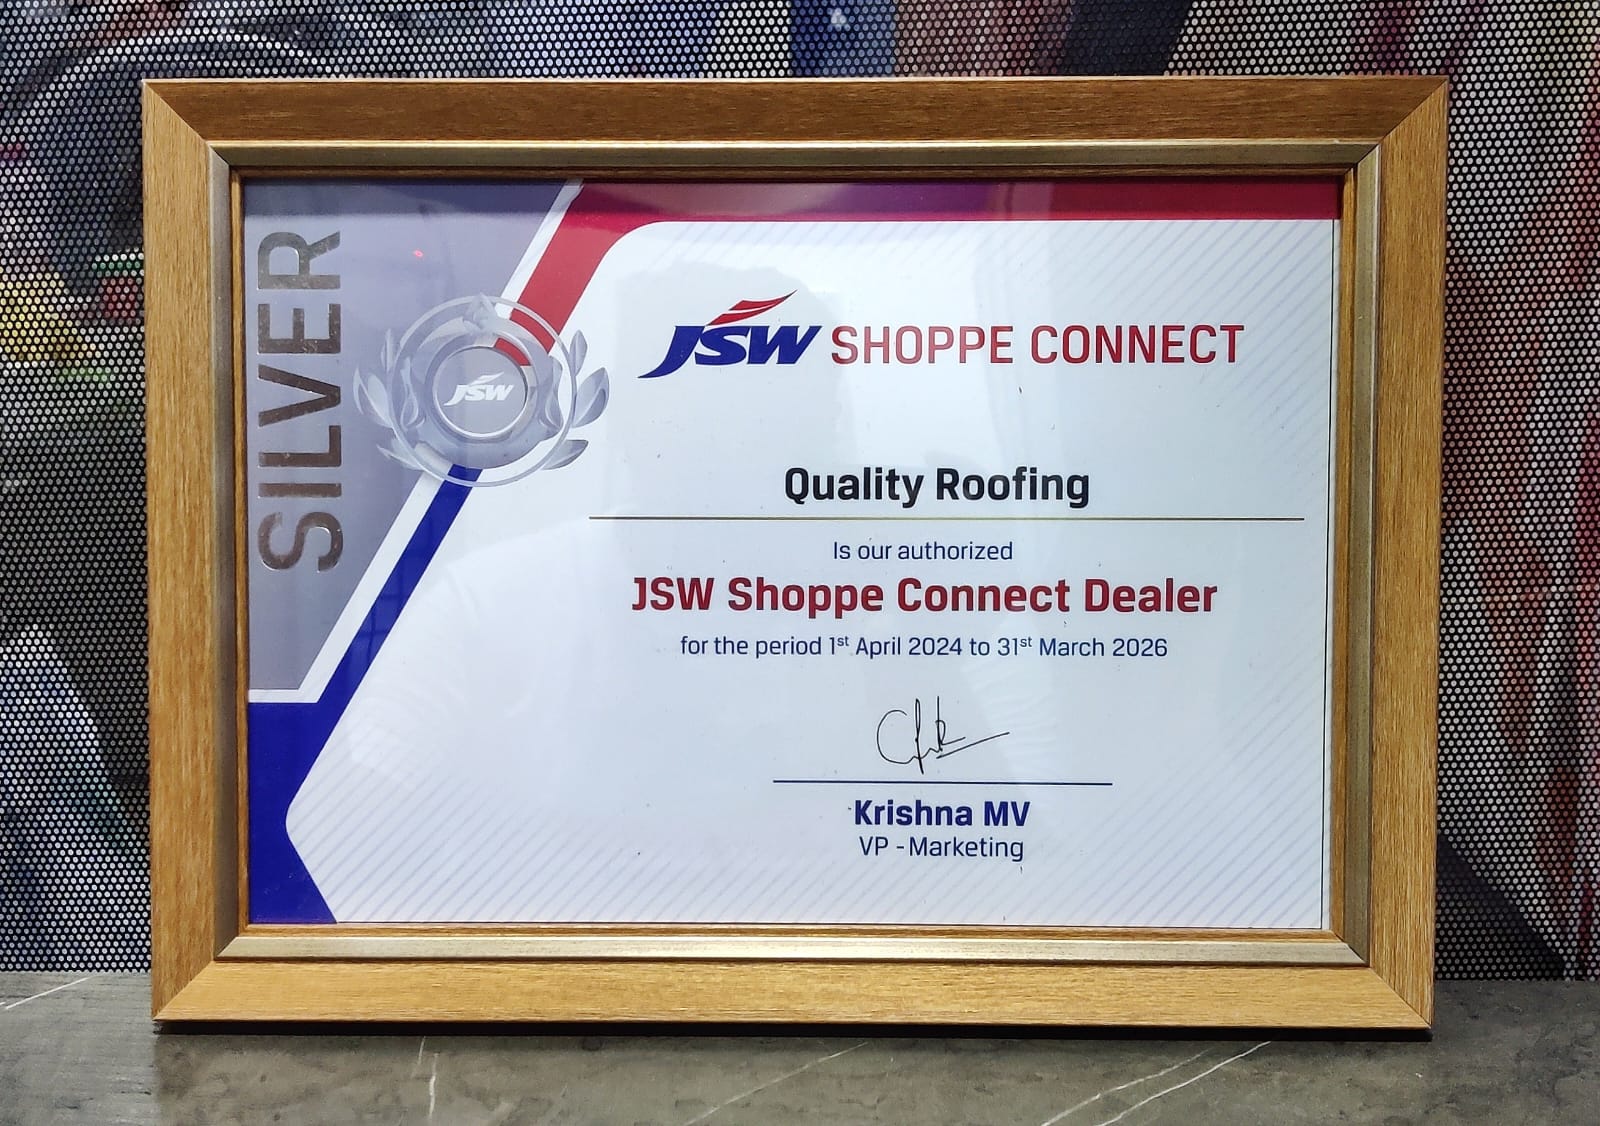 SILVER
JSW
JSW SHOPPE CONNECT
Quality Roofing
Is our authorized
JSW Shoppe Connect Dealer
for the period 1st April 2024 to 31st March 2026
Krishna MV
VP - Marketing